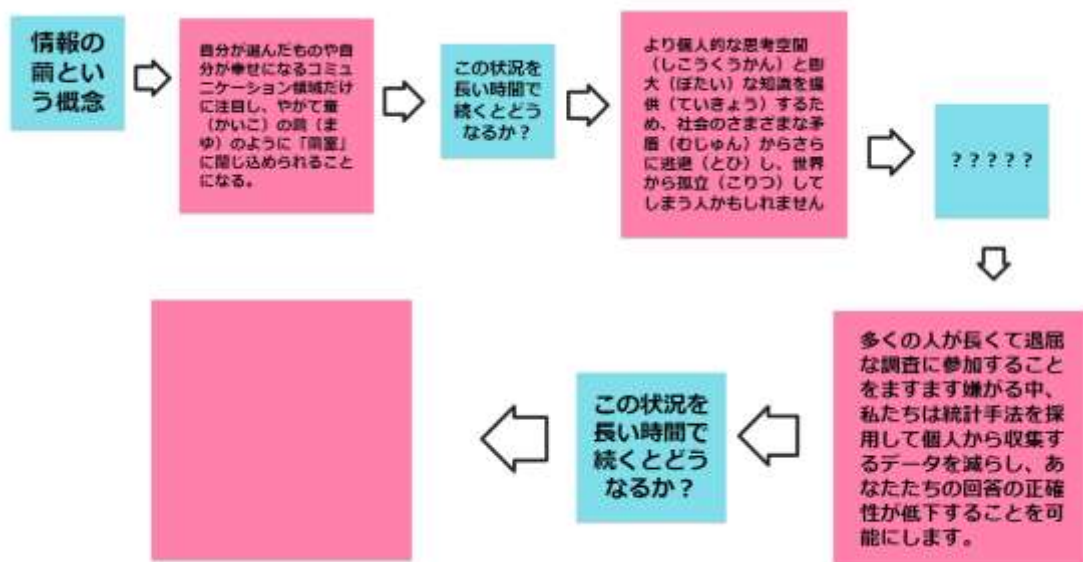 情報の
繭とい
う概念
自分が選んだものや自
分が幸せになるコミュ
ニケーション領域だけ
に注目し、やがて蚕
（かいこ）の繭（ま
ゆ）のように「繭室」
に閉じ込められること
になる。
この状況を
長い時間で
続くとどう
なるか？
より個人的な思考空間
（しこうくうかん）と膨
大（ぼたい）な知識を提
供（ていきょう）するた
め、社会のさまざまな矛
盾（むじゅん）からさら
に逃避（とひ）し、世界
から孤立（こりつ）して
しまう人かもしれません
？？？？？
多くの人が長くて退屈
な調査に参加すること
をますます嫌がる中、
私たちは統計手法を採
用して個人から収集す
るデータを減らし、あ
なたたちの回答の正確
性が低下することを可
能にします。
この状況を
長い時間で
続くとどう
なるか？